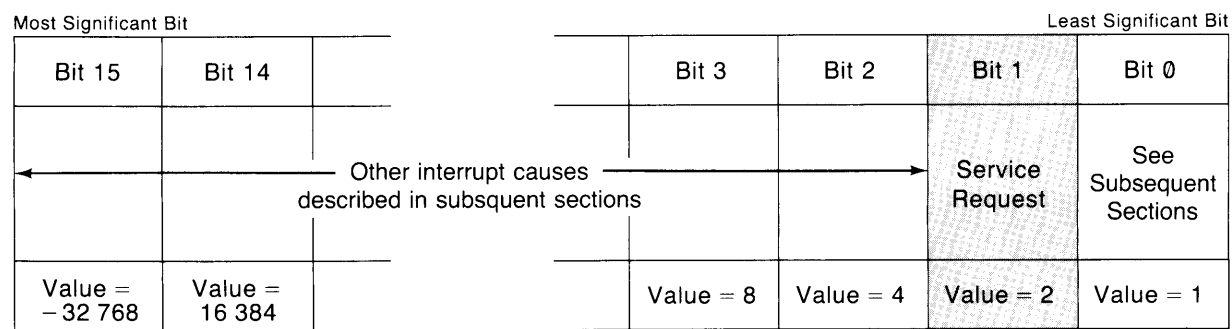 Most Significant Bit
Least Significant Bit
Bit 15
Bit 14
Bit 3
Bit 2
Bit 1
Bit 0
Other interrupt causes
described in subsquent sections
Service
Request
See
Subsequent
Sections
Value =
−32 768
Value =
16 384
Value = 8
Value = 4
Value = 2
Value = 1